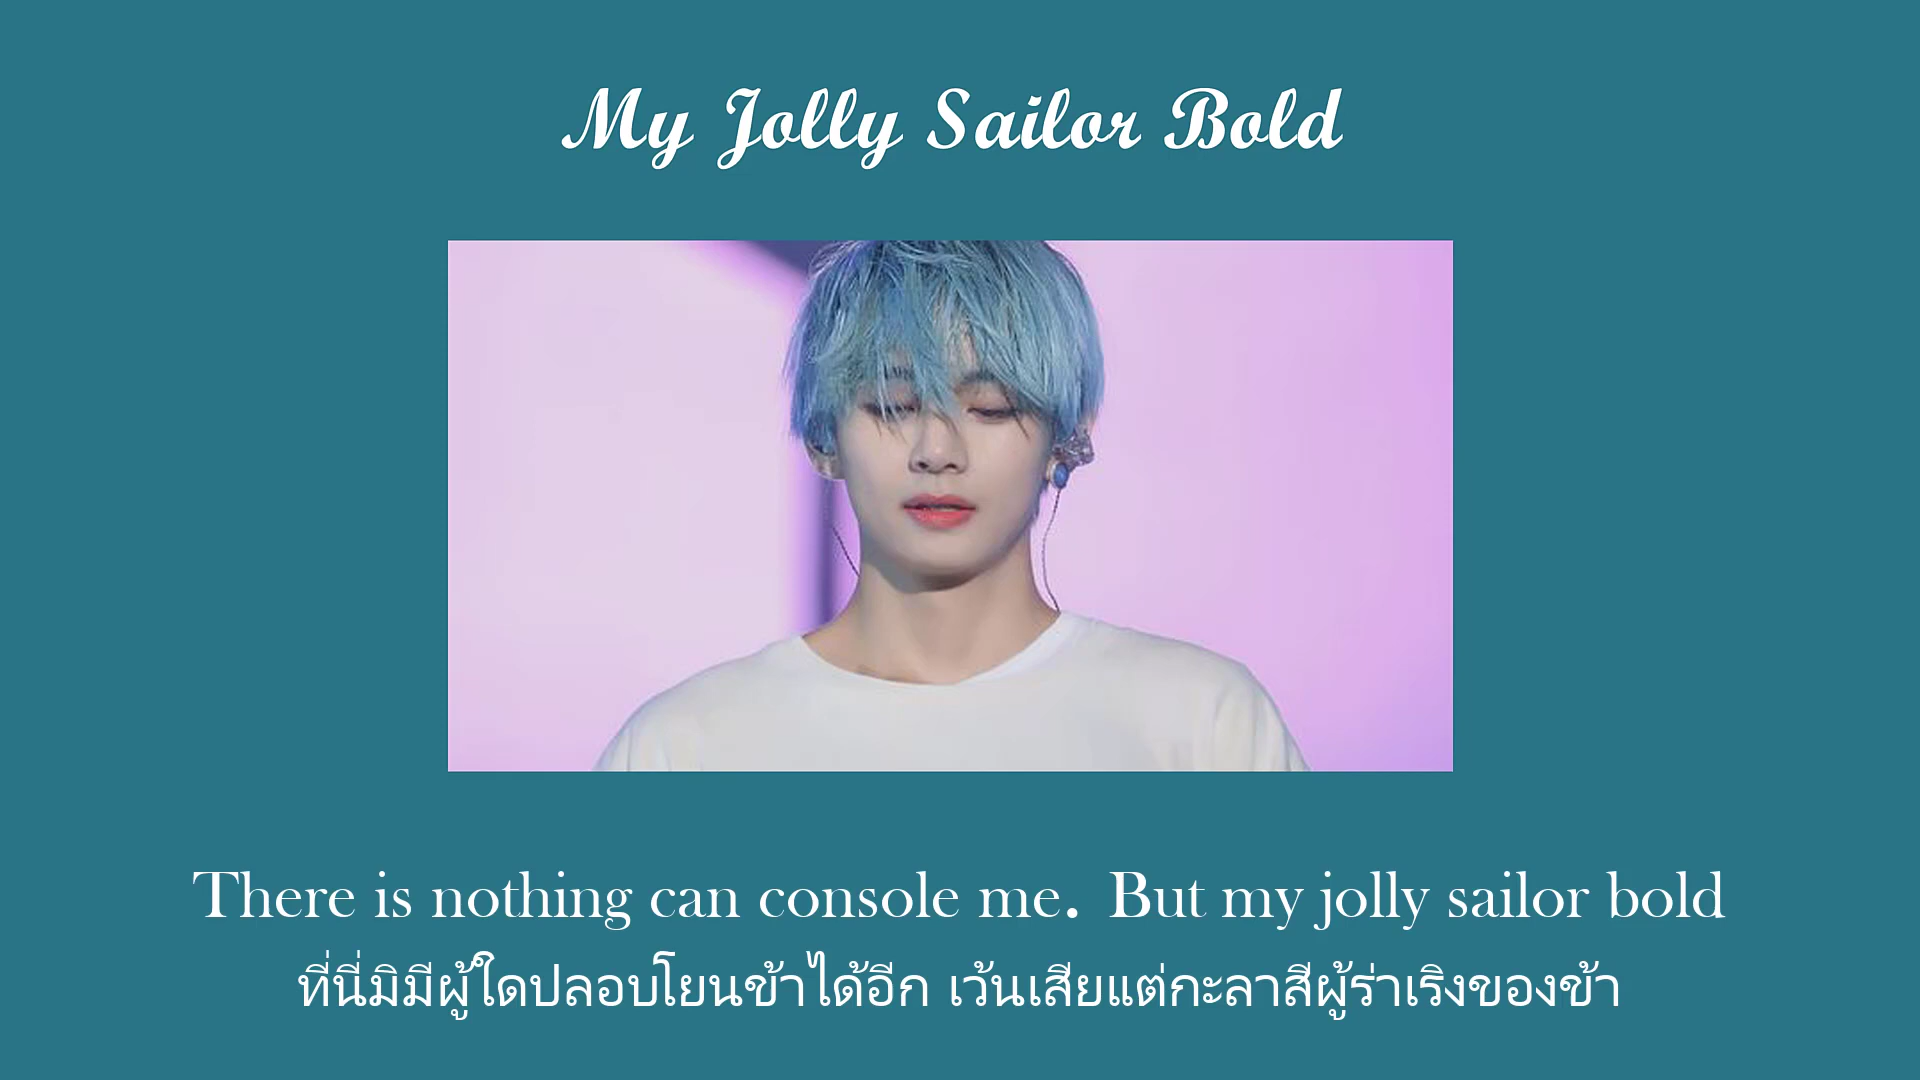 My Jolly Sailor Bold
There is nothing can console me. But my jolly sailor bold
ที่นี่มิมีผู้ใดปลอบโยนข้าได้อีก เว้นเสียแต่กะลาสีผู้ร่าเริงของข้า